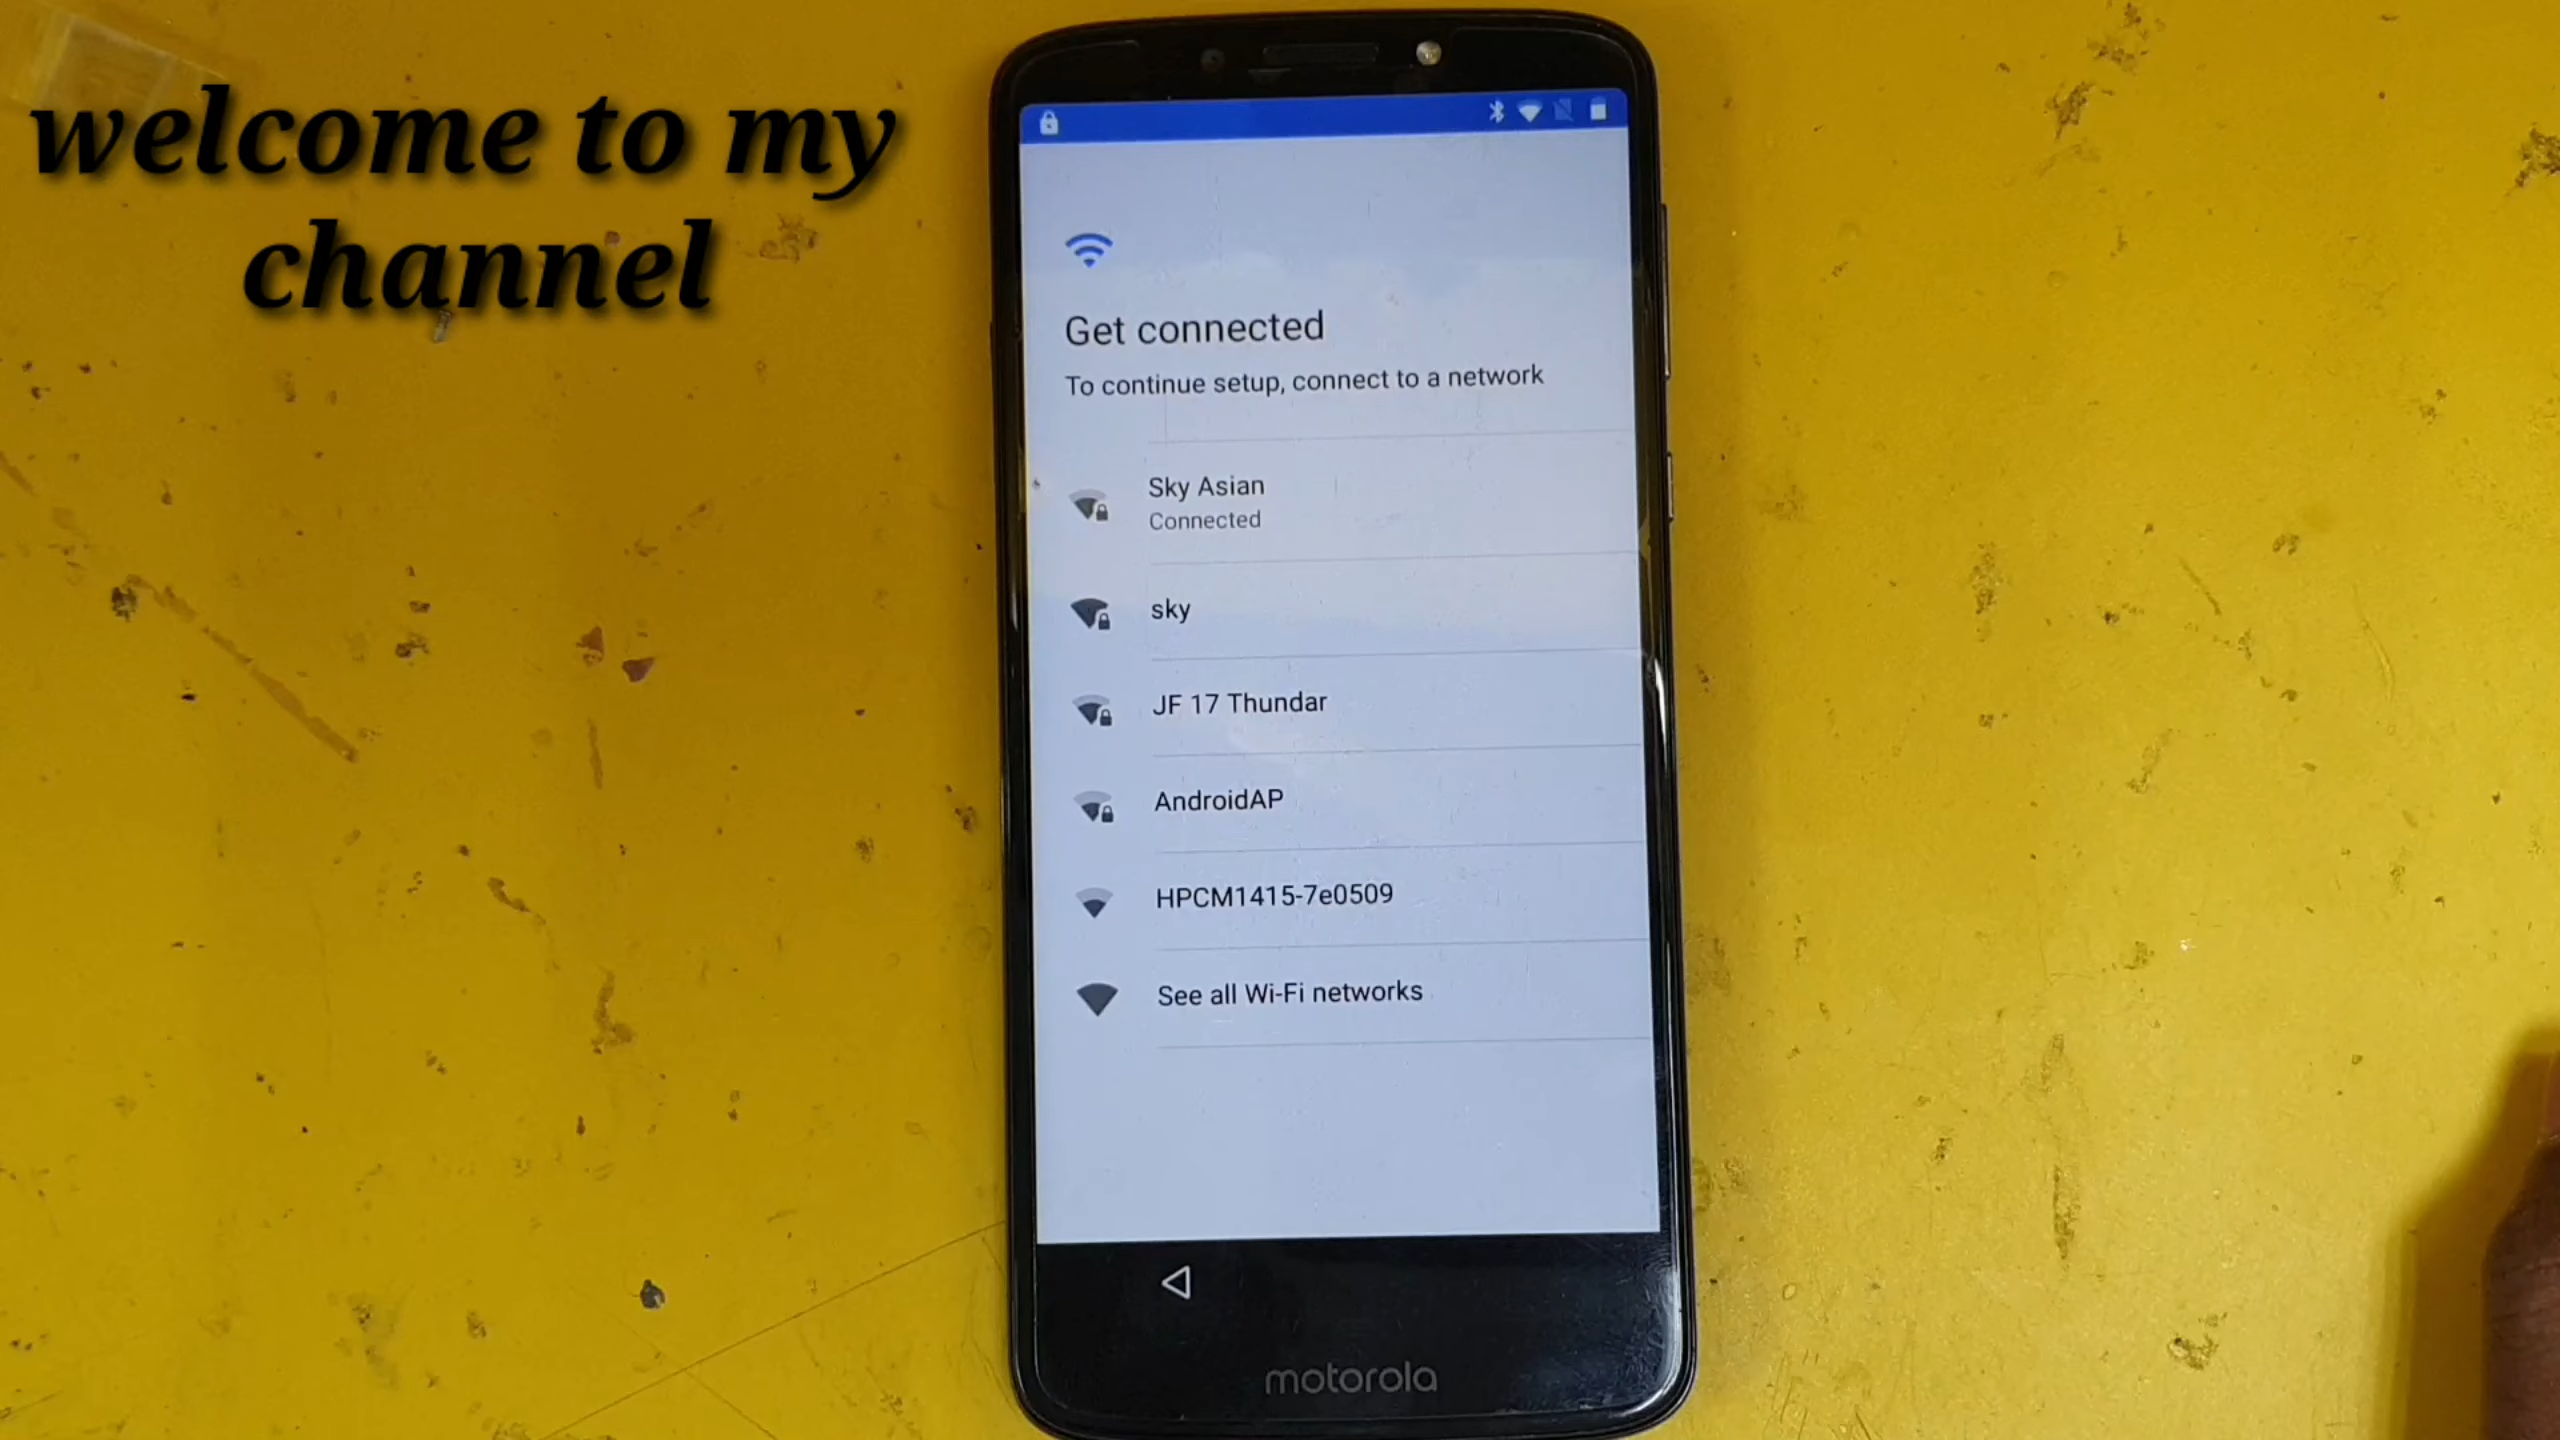 welcome to my
channel
Get connected
To continue setup, connect to a network
Sky Asian
Connected
sky
JF 17 Thundar
AndroidAP
HPCM1415-7e0509
See all Wi-Fi networks
motorola